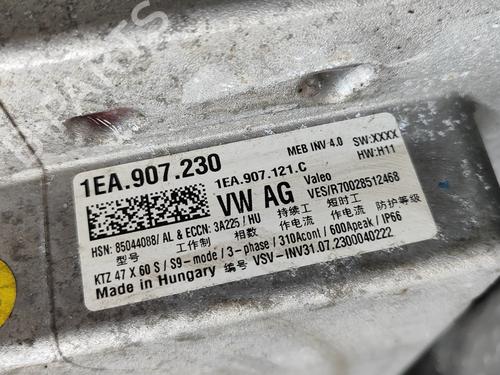 PARTS
1EA.907.230
MEB INV 4.0 SW:XXXX
1EA.907.121.C HW:H11
VW AG Valeo
VESIR70028512468
HSN: 85044088/ AL & ECCN: 3A225 / HU
型号 工作制 相数 持续工作电流 短时工作电流 防护等级
KTZ 47 X 60 S / S9-mode / 3-phase / 310Acont / 600Apeak / IP66
Made in Hungary 编号 VSV-INV31.07.2300040222